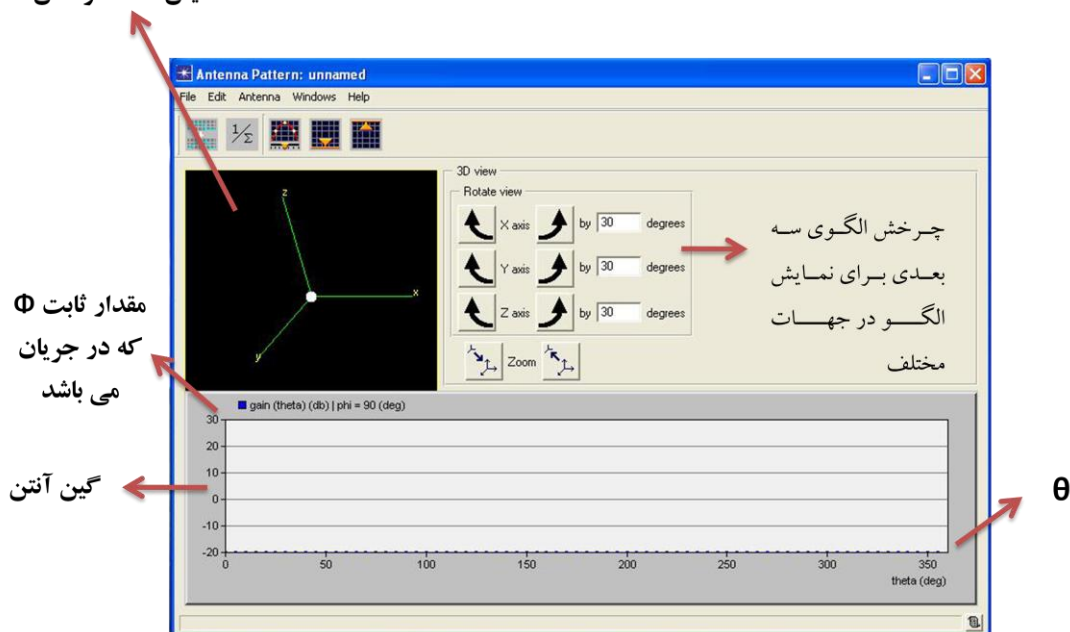 Antenna Pattern: unnamed
File Edit Antenna Windows Help
1/Σ
3D view
Rotate view
X axis by 30 degrees
Y axis by 30 degrees
Z axis by 30 degrees
Zoom
z
x
y
چرخش الگوی سه
بعدی برای نمایش
الگو در جهات
مختلف
مقدار ثابت Φ
که در جریان
می باشد
gain (theta) (db) | phi = 90 (deg)
30
20
10
0
-10
-20
0 50 100 150 200 250 300 350
theta (deg)
گین آنتن
θ